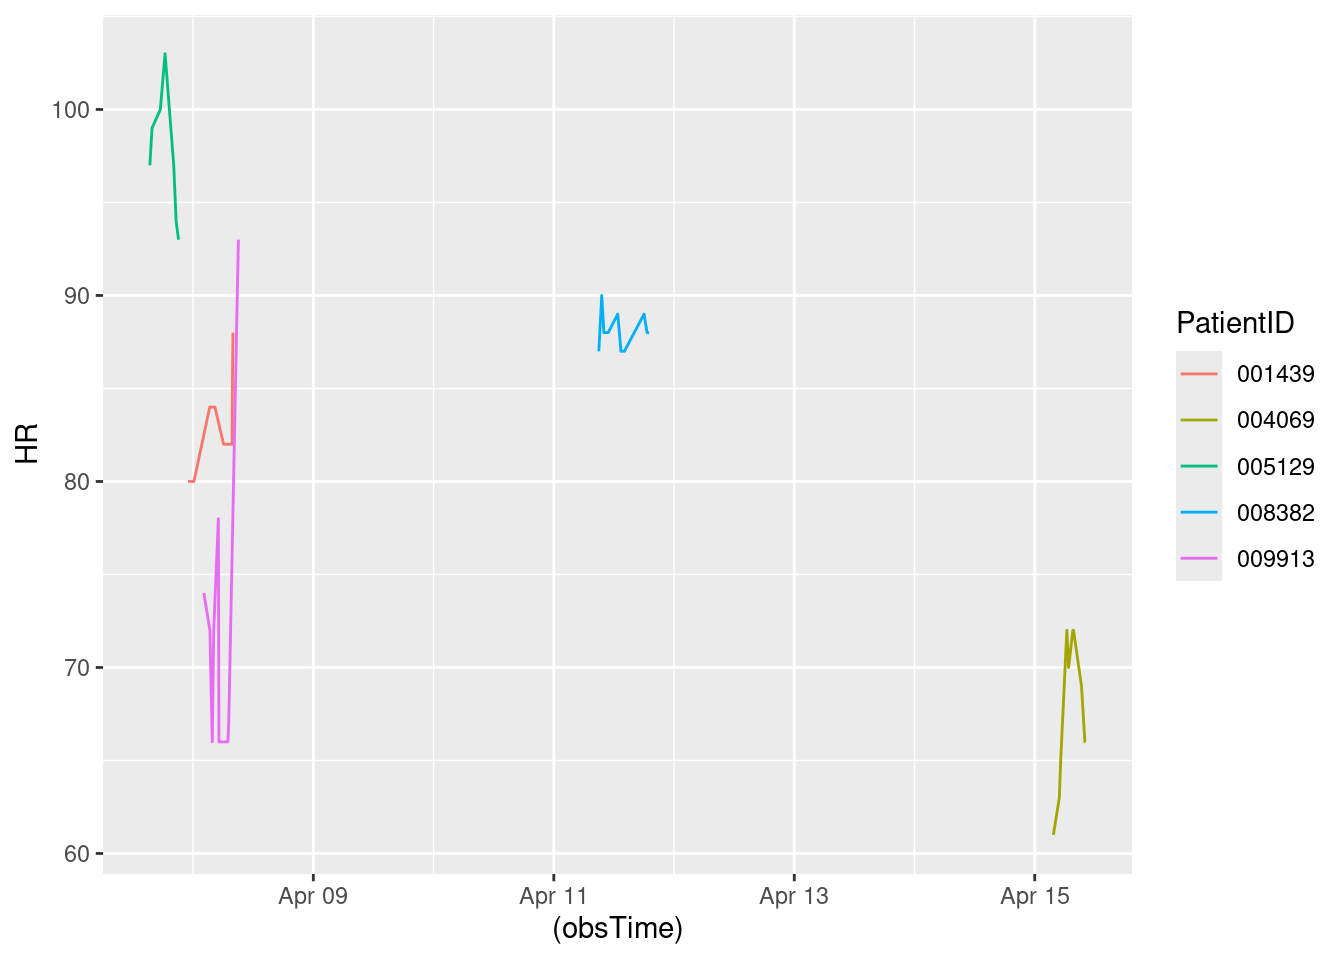 HR
100
90
80
70
60
Apr 09
Apr 11
Apr 13
Apr 15
(obsTime)
PatientID
001439
004069
005129
008382
009913